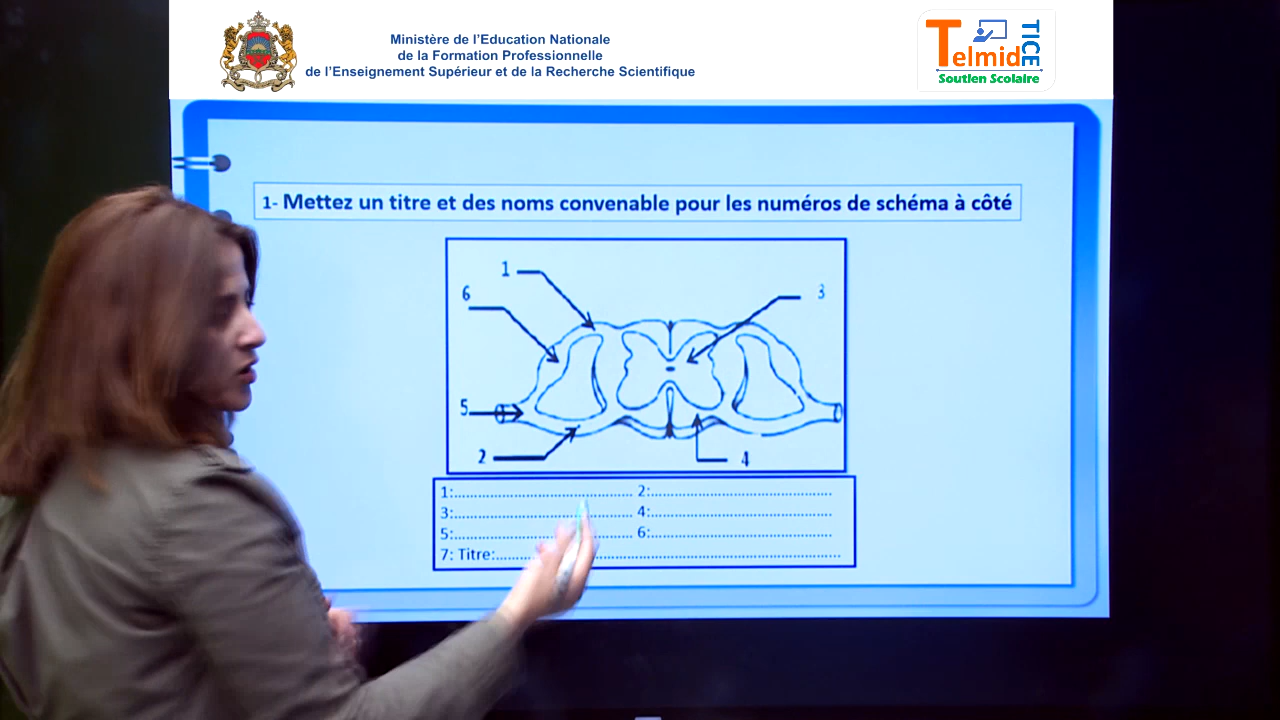 Ministère de l'Education Nationale
de la Formation Professionnelle
de l'Enseignement Supérieur et de la Recherche Scientifique
Telmid TICE
Soutien Scolaire
1- Mettez un titre et des noms convenable pour les numéros de schéma à côté
1
6
3
5
2
4
1:.......................................... 2:..........................................
3:.......................................... 4:..........................................
5:.......................................... 6:..........................................
7: Titre:....................................................................................